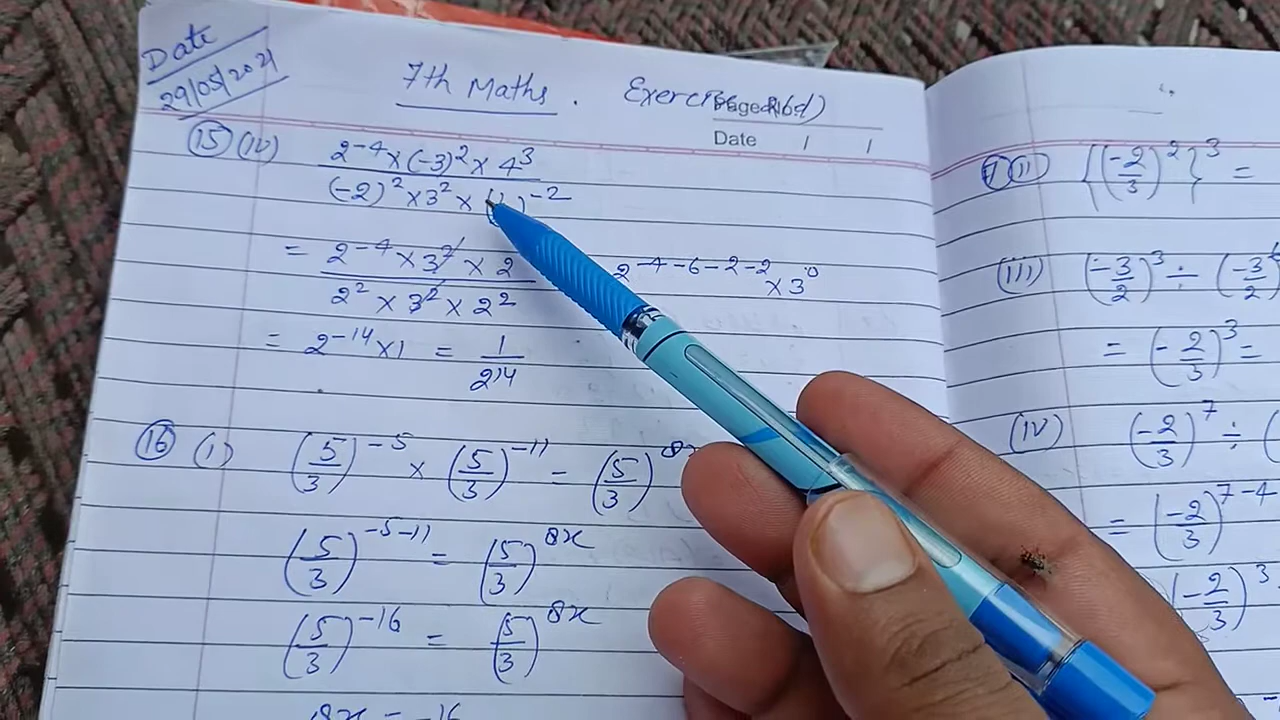 Date
29/05/2021
7th Maths . Exercise
Date / /
(15) (iv) 2^-4 × (-3)^2 × 4^3 / (-2)^2 × 3^2 × ( )^-2
= 2^-4 × 3^2 × 2 / 2^2 × 3^2 × 2^2 2^-4-6-2-2 × 3^0
= 2^-14 × 1 = 1/2^14
(16) (i) (5/3)^-5 × (5/3)^-11 = (5/3)^8x
(5/3)^-5-11 = (5/3)^8x
(5/3)^-16 = (5/3)^8x
8x = -16
(ii) {(-2/3)^2}^3 =
(iii) (-3/2)^3 ÷ (-3/2)
= (-2/3)^3 =
(iv) (-2/3)^7 ÷ (
= (-2/3)^7-4
(-2/3)^3